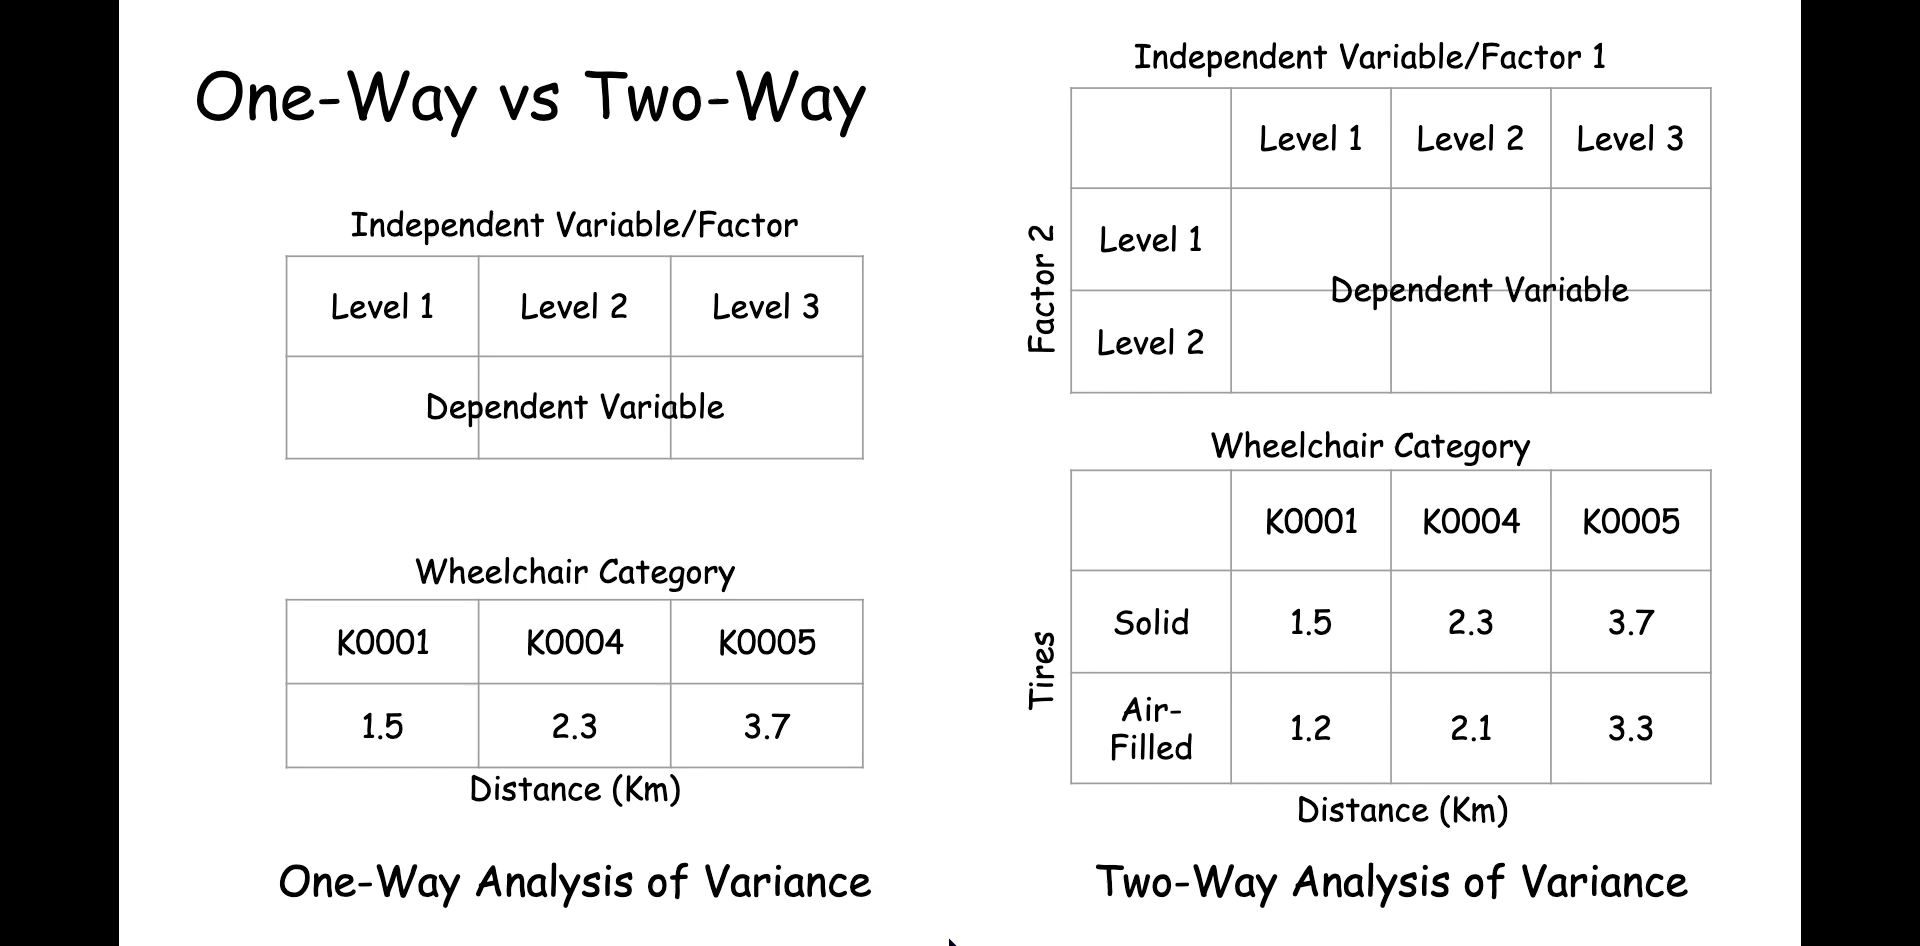 One-Way vs Two-Way
Independent Variable/Factor
Level 1 Level 2 Level 3
Dependent Variable
Wheelchair Category
K0001 K0004 K0005
1.5 2.3 3.7
Distance (Km)
One-Way Analysis of Variance
Independent Variable/Factor 1
Level 1 Level 2 Level 3
Factor 2
Level 1
Dependent Variable
Level 2
Wheelchair Category
K0001 K0004 K0005
Tires
Solid 1.5 2.3 3.7
Air-
Filled 1.2 2.1 3.3
Distance (Km)
Two-Way Analysis of Variance